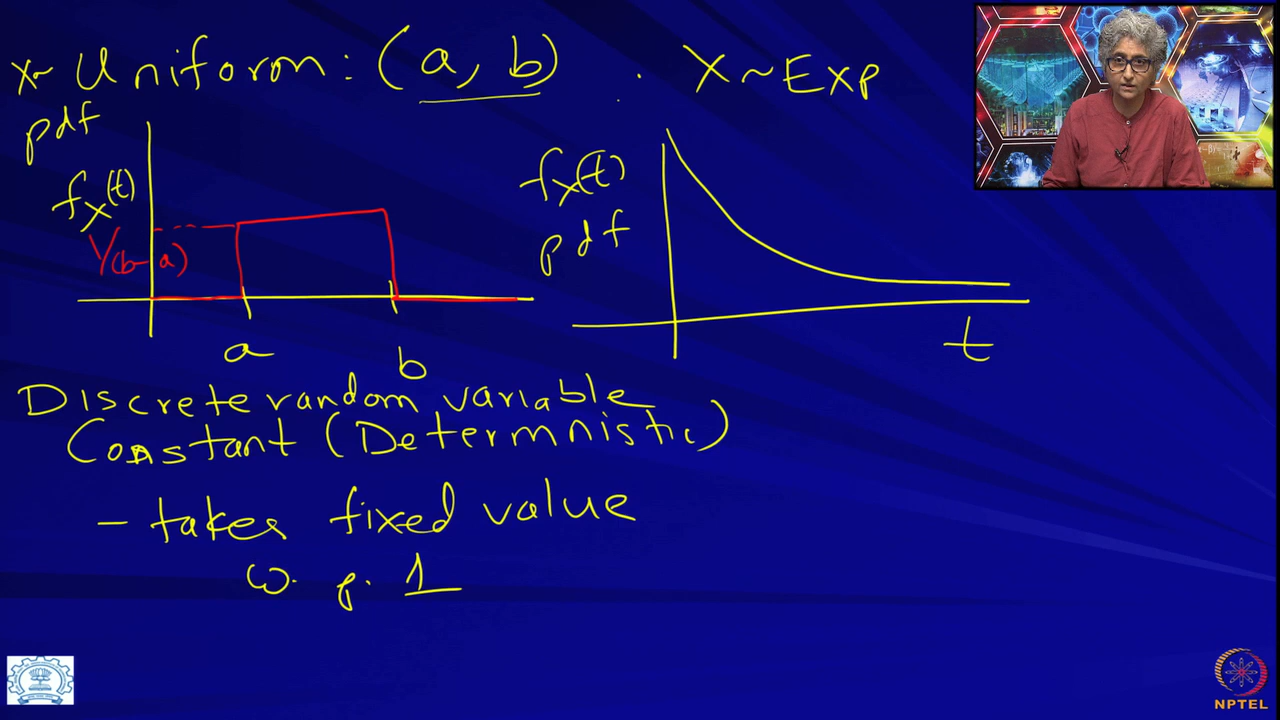 X~ Uniform: (a, b)
pdf
fX(t)
1/(b-a)
a
b
X ~ Exp
fX(t)
pdf
t
Discrete random variable
Constant (Determnistic)
- takes fixed value
w. p. 1
NPTEL